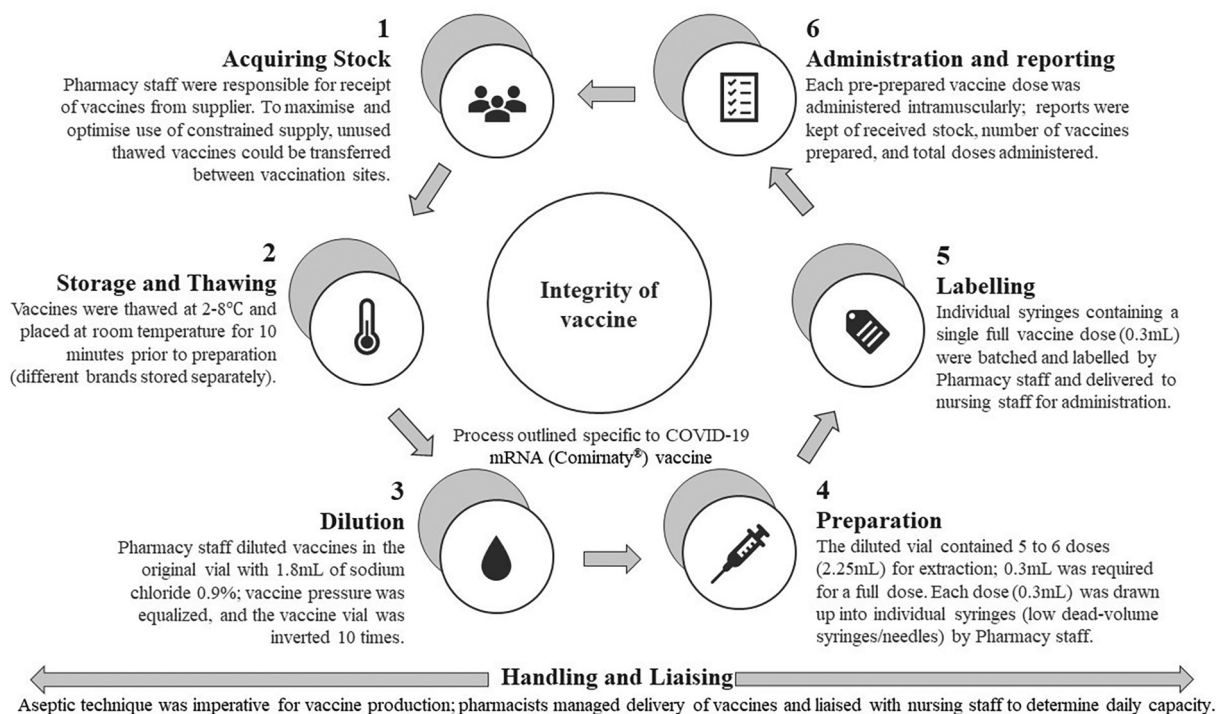 1
Acquiring Stock
Pharmacy staff were responsible for receipt
of vaccines from supplier. To maximise and
optimise use of constrained supply, unused
thawed vaccines could be transferred
between vaccination sites.
2
Storage and Thawing
Vaccines were thawed at 2-8℃ and
placed at room temperature for 10
minutes prior to preparation
(different brands stored separately).
3
Dilution
Pharmacy staff diluted vaccines in the
original vial with 1.8mL of sodium
chloride 0.9%; vaccine pressure was
equalized, and the vaccine vial was
inverted 10 times.
4
Preparation
The diluted vial contained 5 to 6 doses
(2.25mL) for extraction; 0.3mL was required
for a full dose. Each dose (0.3mL) was drawn
up into individual syringes (low dead-volume
syringes/needles) by Pharmacy staff.
5
Labelling
Individual syringes containing a
single full vaccine dose (0.3mL)
were batched and labelled by
Pharmacy staff and delivered to
nursing staff for administration.
6
Administration and reporting
Each pre-prepared vaccine dose was
administered intramuscularly; reports were
kept of received stock, number of vaccines
prepared, and total doses administered.
Integrity of
vaccine
Process outlined specific to COVID-19
mRNA (Comirnaty®) vaccine
Handling and Liaising
Aseptic technique was imperative for vaccine production; pharmacists managed delivery of vaccines and liaised with nursing staff to determine daily capacity.